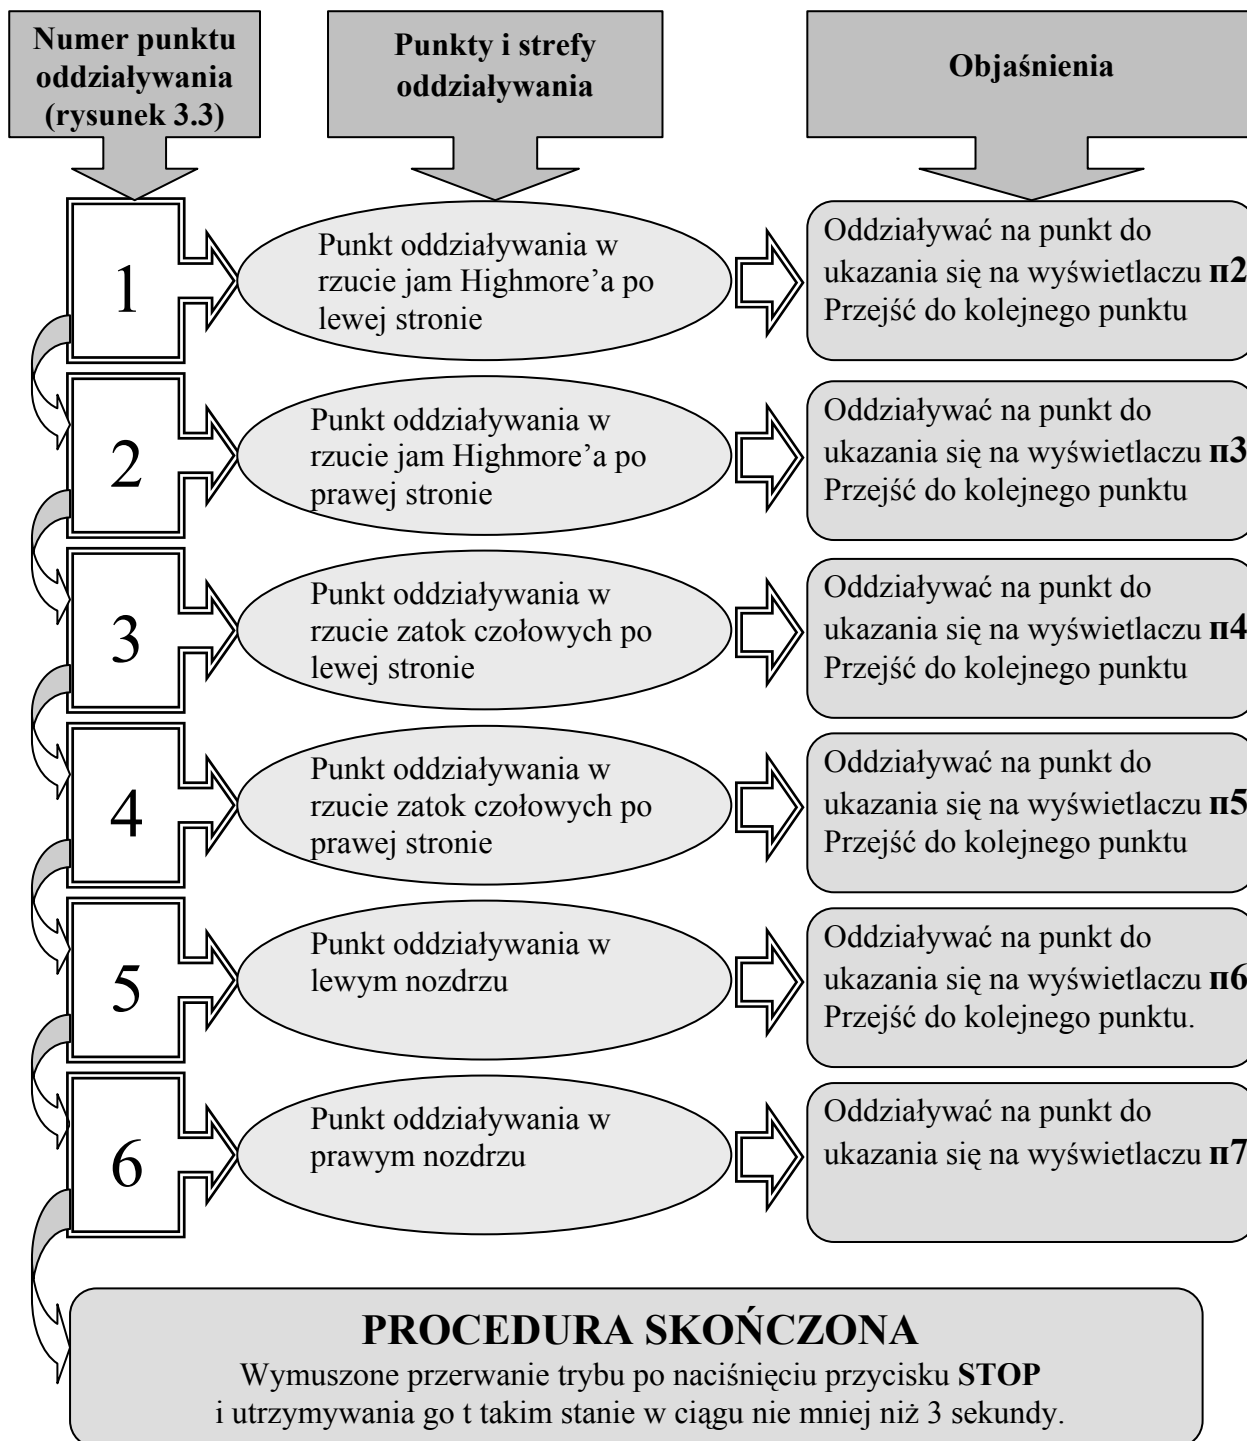 Numer punktu
oddziaływania
(rysunek 3.3)
Punkty i strefy
oddziaływania
Objaśnienia
1
Punkt oddziaływania w
rzucie jam Highmore’a po
lewej stronie
Oddziaływać na punkt do
ukazania się na wyświetlaczu п2
Przejść do kolejnego punktu
2
Punkt oddziaływania w
rzucie jam Highmore’a po
prawej stronie
Oddziaływać na punkt do
ukazania się na wyświetlaczu п3
Przejść do kolejnego punktu
3
Punkt oddziaływania w
rzucie zatok czołowych po
lewej stronie
Oddziaływać na punkt do
ukazania się na wyświetlaczu п4
Przejść do kolejnego punktu
4
Punkt oddziaływania w
rzucie zatok czołowych po
prawej stronie
Oddziaływać na punkt do
ukazania się na wyświetlaczu п5
Przejść do kolejnego punktu
5
Punkt oddziaływania w
lewym nozdrzu
Oddziaływać na punkt do
ukazania się na wyświetlaczu п6
Przejść do kolejnego punktu.
6
Punkt oddziaływania w
prawym nozdrzu
Oddziaływać na punkt do
ukazania się na wyświetlaczu п7
PROCEDURA SKOŃCZONA
Wymuszone przerwanie trybu po naciśnięciu przycisku STOP
i utrzymywania go t takim stanie w ciągu nie mniej niż 3 sekundy.